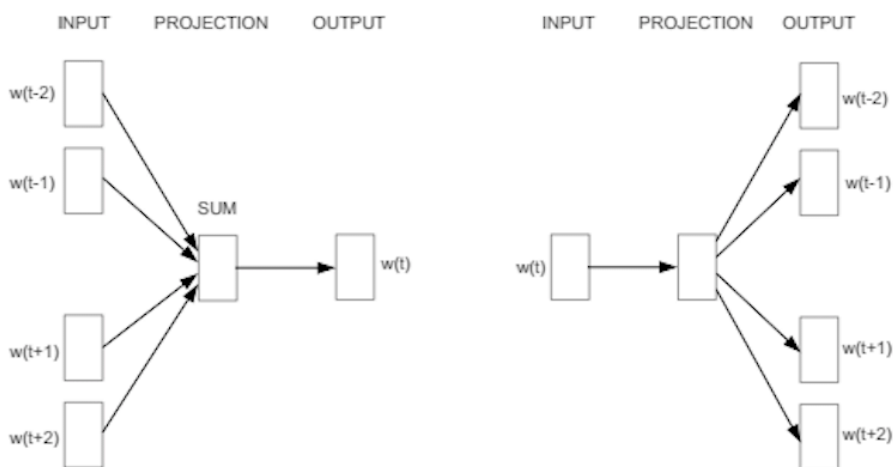 INPUT PROJECTION OUTPUT
w(t-2)
w(t-1)
SUM
w(t)
w(t+1)
w(t+2)
INPUT PROJECTION OUTPUT
w(t-2)
w(t-1)
w(t)
w(t+1)
w(t+2)